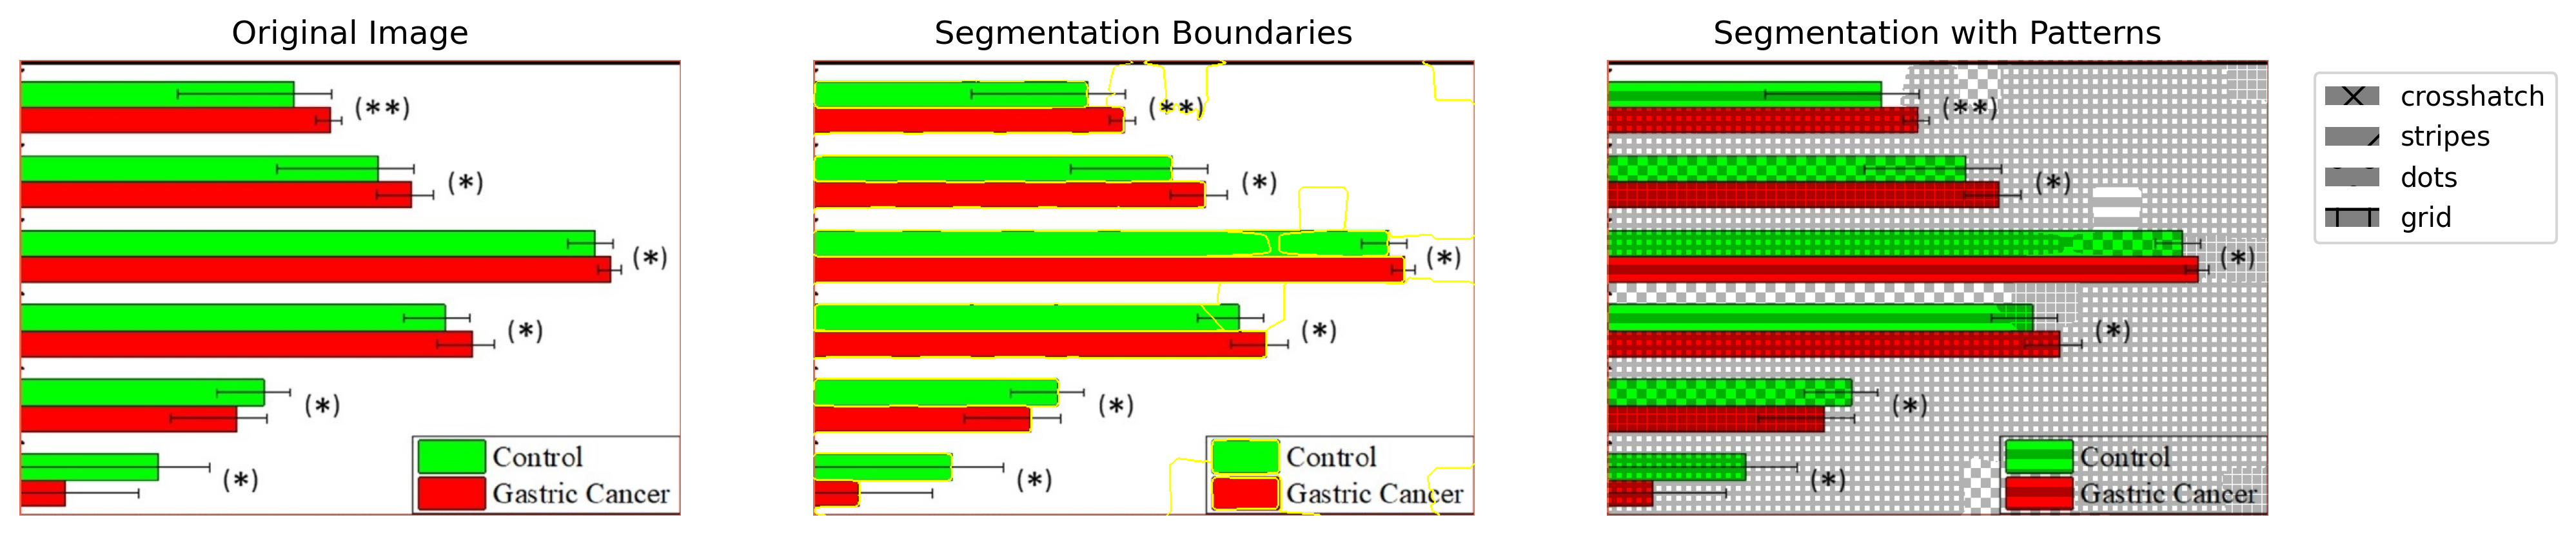 Original Image
(**)
(*)
(*)
(*)
(*)
(*)
Control
Gastric Cancer
Segmentation Boundaries
(**)
(*)
(*)
(*)
(*)
(*)
Control
Gastric Cancer
Segmentation with Patterns
(**)
(*)
(*)
(*)
(*)
(*)
Control
Gastric Cancer
crosshatch
stripes
dots
grid